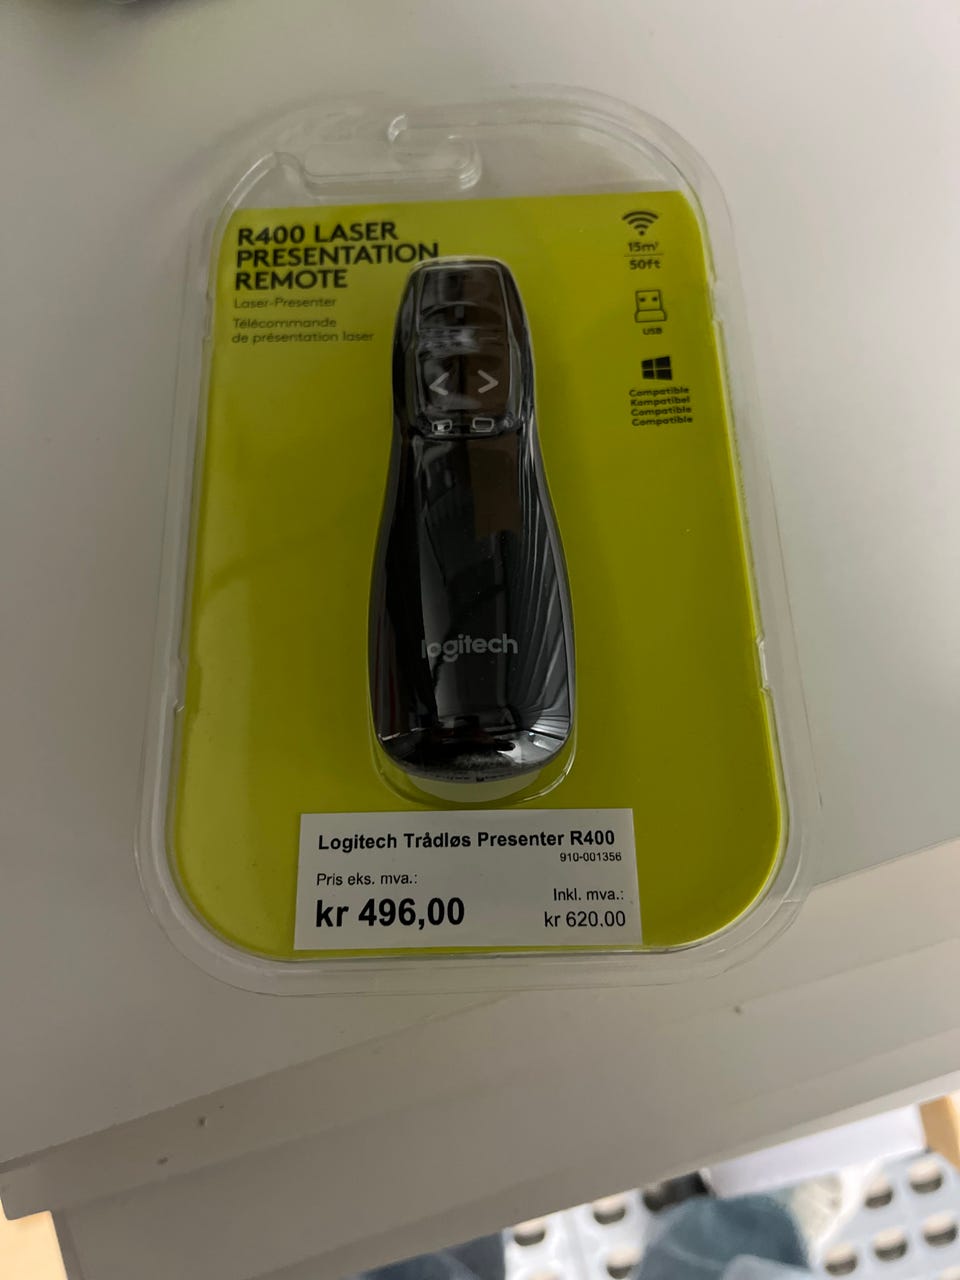 R400 LASER
PRESENTATION
REMOTE
Laser-Presenter
Télécommande
de présentation laser
15m
50ft
USB
Compatible
Kompatibel
Compatible
Compatible
logitech
Logitech Trådløs Presenter R400
910-001356
Pris eks. mva.:
kr 496,00
Inkl. mva.:
kr 620,00